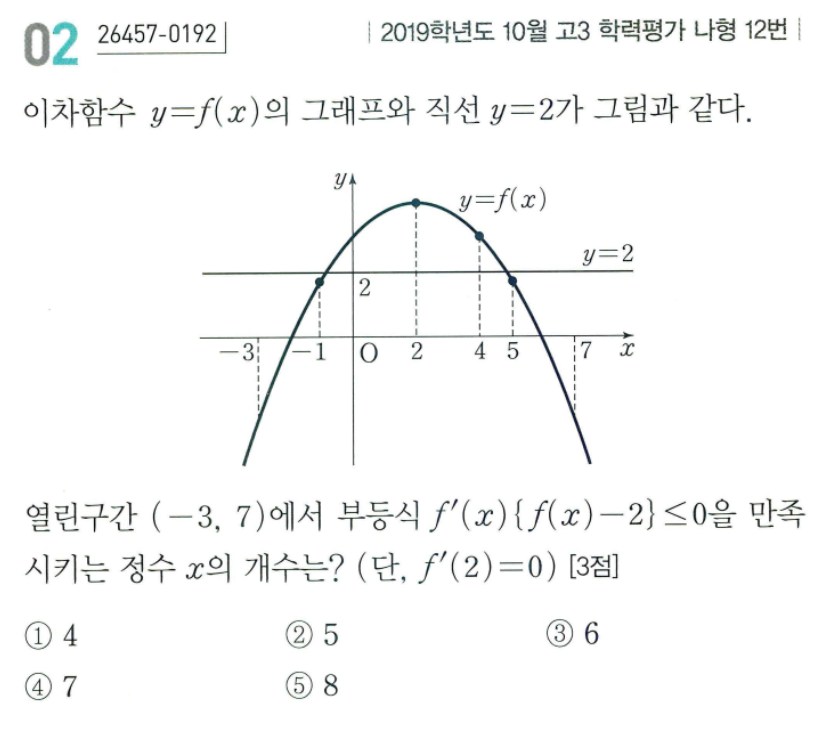 02 26457-0192 | 2019학년도 10월 고3 학력평가 나형 12번 |
이차함수 y=f(x)의 그래프와 직선 y=2가 그림과 같다.
y
y=f(x)
y=2
2
-3 -1 O 2 4 5 7 x
열린구간 (-3, 7)에서 부등식 f'(x){f(x)-2}≤0을 만족
시키는 정수 x의 개수는? (단, f'(2)=0) [3점]
① 4 ② 5 ③ 6
④ 7 ⑤ 8